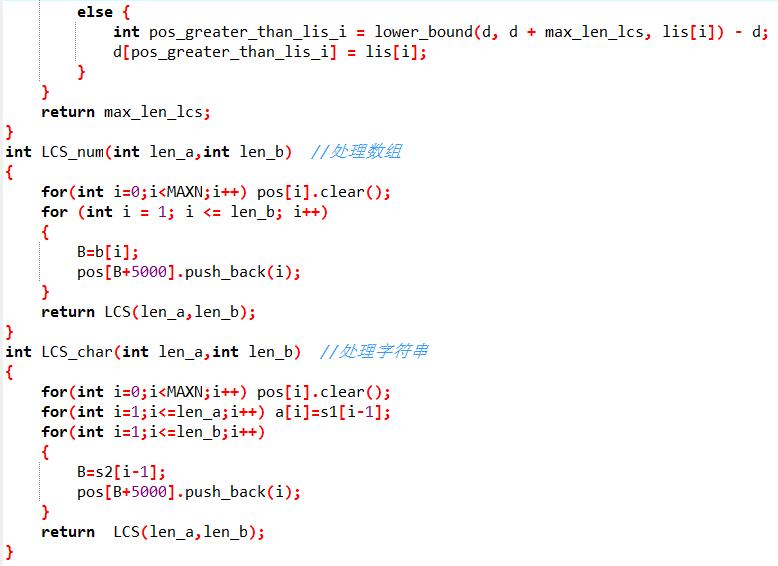 else {
int pos_greater_than_lis_i = lower_bound(d, d + max_len_lcs, lis[i]) - d;
d[pos_greater_than_lis_i] = lis[i];
}
}
return max_len_lcs;
}
int LCS_num(int len_a,int len_b)  //处理数组
{
for(int i=0;i<MAXN;i++) pos[i].clear();
for (int i = 1; i <= len_b; i++)
{
B=b[i];
pos[B+5000].push_back(i);
}
return LCS(len_a,len_b);
}
int LCS_char(int len_a,int len_b)  //处理字符串
{
for(int i=0;i<MAXN;i++) pos[i].clear();
for(int i=1;i<=len_a;i++) a[i]=s1[i-1];
for(int i=1;i<=len_b;i++)
{
B=s2[i-1];
pos[B+5000].push_back(i);
}
return  LCS(len_a,len_b);
}